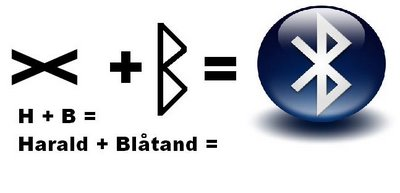 ᚷ + ᛒ =
H + B =
Harald + Blåtand =